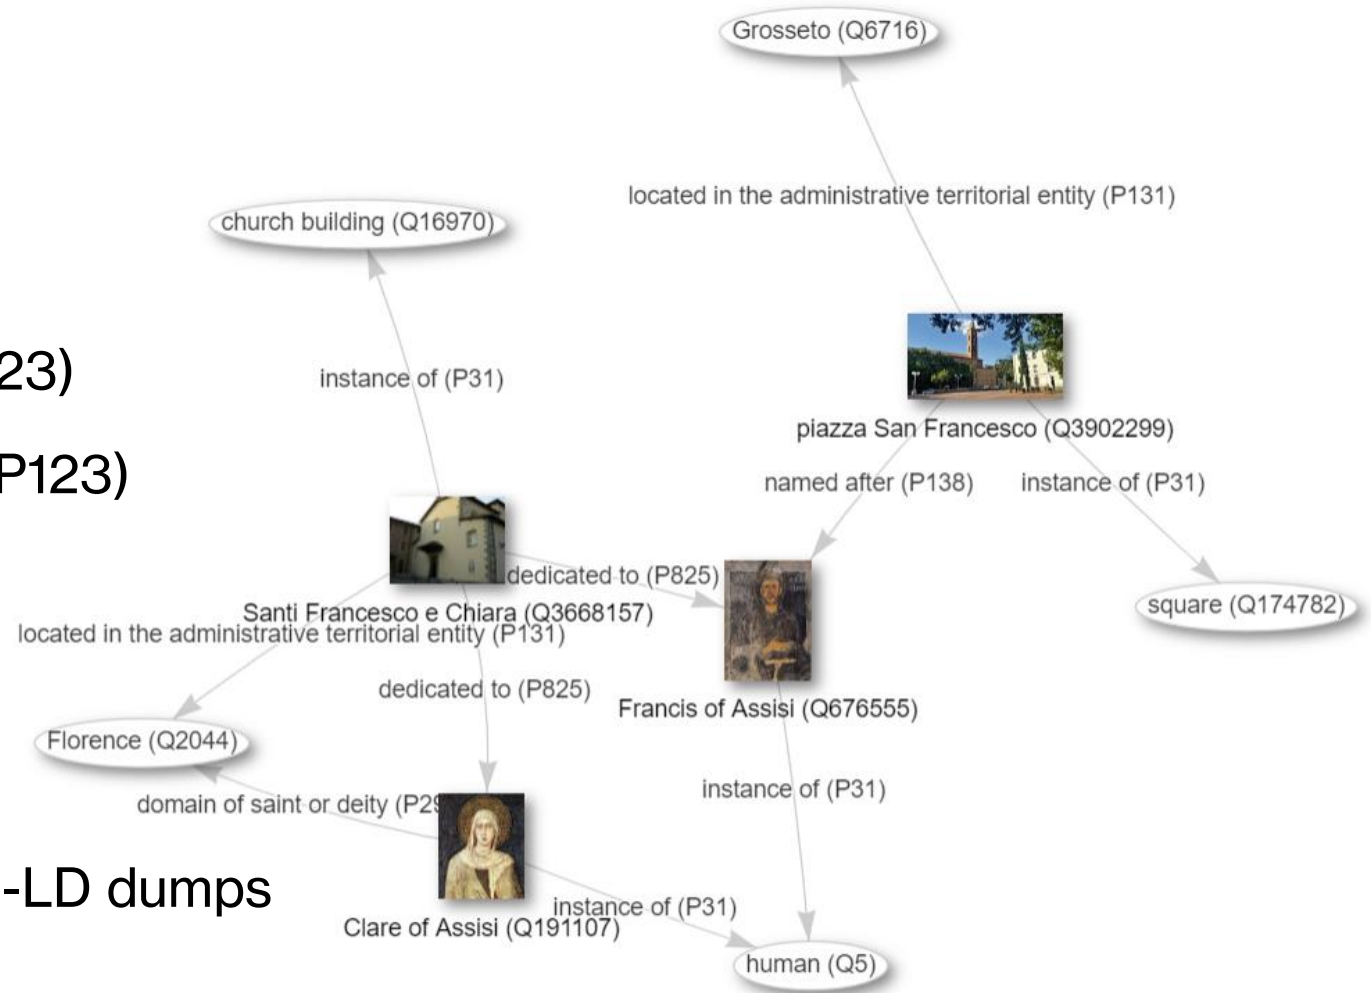 Grosseto (Q6716)
located in the administrative territorial entity (P131)
church building (Q16970)
23)
instance of (P31)
piazza San Francesco (Q3902299)
P123)
named after (P138)
instance of (P31)
dedicated to (P825)
Santi Francesco e Chiara (Q3668157)
square (Q174782)
located in the administrative territorial entity (P131)
dedicated to (P825)
Francis of Assisi (Q676555)
Florence (Q2044)
instance of (P31)
domain of saint or deity (P29
-LD dumps
instance of (P31)
Clare of Assisi (Q191107)
human (Q5)